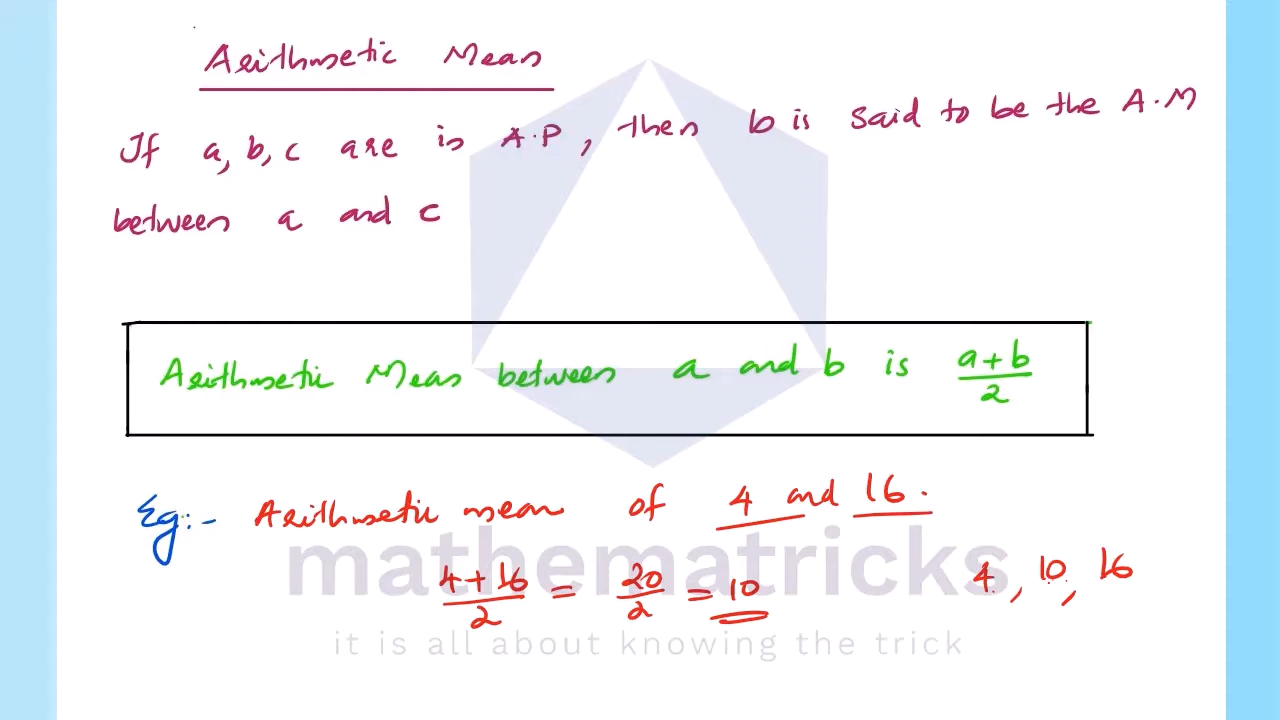 Arithmetic Mean
If a, b, c are in A.P, then b is said to be the A.M
between a and c
Arithmetic Mean between a and b is a+b/2
Eg:- Arithmetic mean of 4 and 16.
4+16/2 = 20/2 = 10 4, 10, 16
mathematricks
it is all about knowing the trick